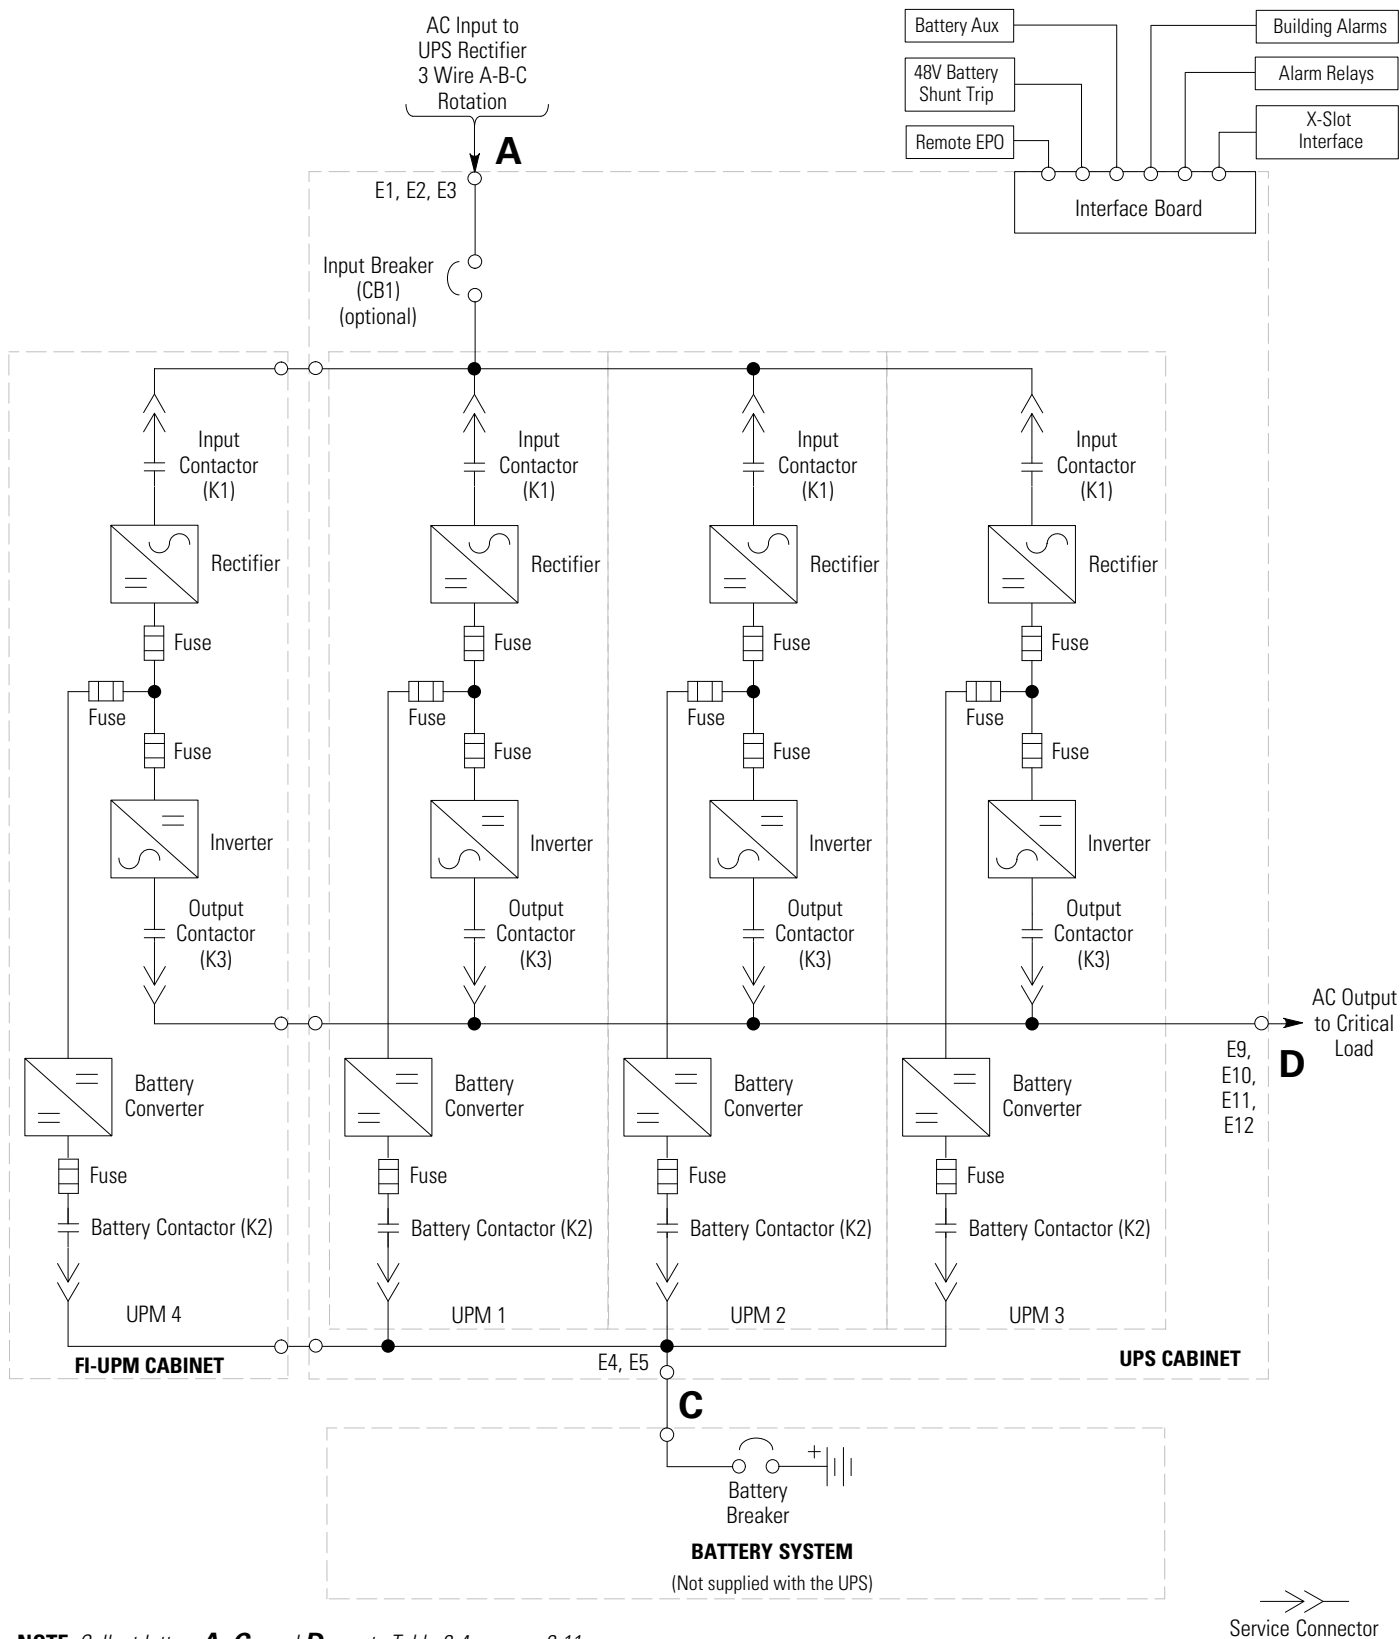 AC Input to
UPS Rectifier
3 Wire A-B-C
Rotation
A
E1, E2, E3
Battery Aux
48V Battery
Shunt Trip
Remote EPO
Building Alarms
Alarm Relays
X-Slot
Interface
Interface Board
Input Breaker
(CB1)
(optional)
Input
Contactor
(K1)
Input
Contactor
(K1)
Input
Contactor
(K1)
Input
Contactor
(K1)
Rectifier
Rectifier
Rectifier
Rectifier
Fuse
Fuse
Fuse
Fuse
Fuse
Fuse
Fuse
Fuse
Fuse
Fuse
Fuse
Fuse
Inverter
Inverter
Inverter
Inverter
Output
Contactor
(K3)
Output
Contactor
(K3)
Output
Contactor
(K3)
Output
Contactor
(K3)
AC Output
to Critical
Load
D
E9,
E10,
E11,
E12
Battery
Converter
Battery
Converter
Battery
Converter
Battery
Converter
Fuse
Fuse
Fuse
Fuse
Battery Contactor (K2)
Battery Contactor (K2)
Battery Contactor (K2)
Battery Contactor (K2)
UPM 4
UPM 1
UPM 2
UPM 3
FI-UPM CABINET
E4, E5
UPS CABINET
C
+
Battery
Breaker
BATTERY SYSTEM
(Not supplied with the UPS)
Service Connector